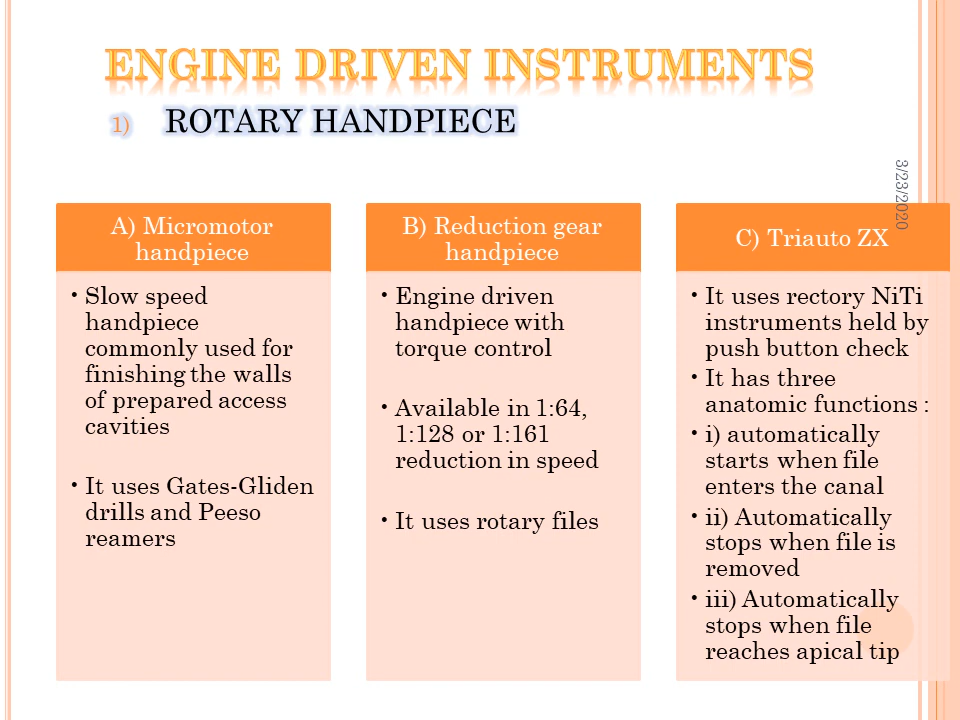 ENGINE DRIVEN INSTRUMENTS
1) ROTARY HANDPIECE
3/23/2020
A) Micromotor
handpiece
• Slow speed
handpiece
commonly used for
finishing the walls
of prepared access
cavities
• It uses Gates-Gliden
drills and Peeso
reamers
B) Reduction gear
handpiece
• Engine driven
handpiece with
torque control
• Available in 1:64,
1:128 or 1:161
reduction in speed
• It uses rotary files
C) Triauto ZX
• It uses rectory NiTi
instruments held by
push button check
• It has three
anatomic functions :
• i) automatically
starts when file
enters the canal
• ii) Automatically
stops when file is
removed
• iii) Automatically
stops when file
reaches apical tip